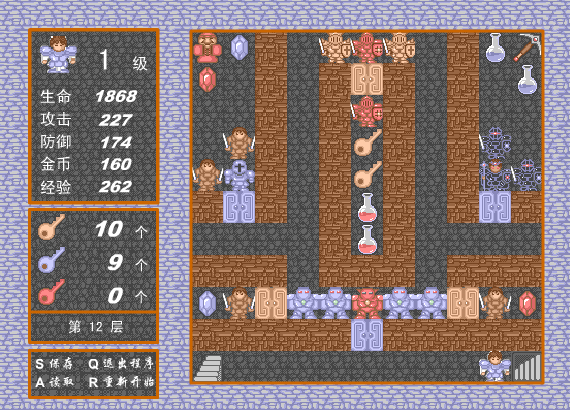 1 级
生命 1868
攻击 227
防御 174
金币 160
经验 262
10 个
9 个
0 个
第 12 层
S 保存 Q 退出程序
A 读取 R 重新开始